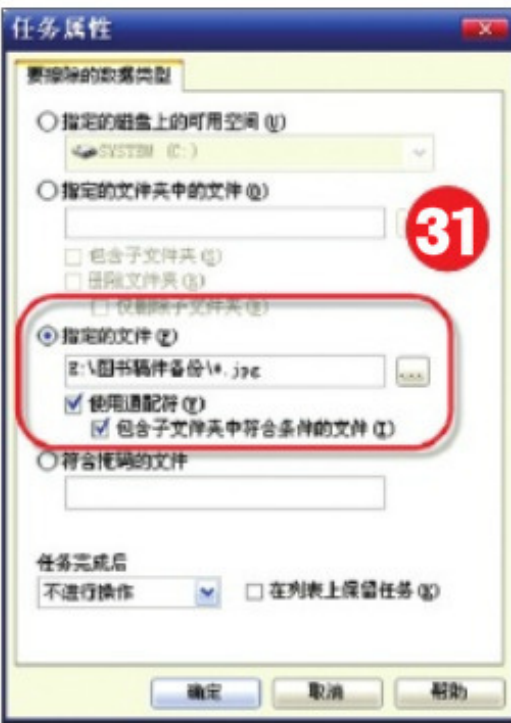 任务属性
要擦除的数据类型
指定的磁盘上的可用空间(U)
SYSTEM (C:)
指定的文件夹中的文件(O)
31
包含子文件夹(S)
删除文件夹(R)
仅删除子文件夹(E)
指定的文件(F)
E:\图书稿件备份\*.jpg
...
使用通配符(Y)
包含子文件夹中符合条件的文件(I)
符合掩码的文件
任务完成后
不进行操作
在列表上保留任务(K)
确定
取消
帮助